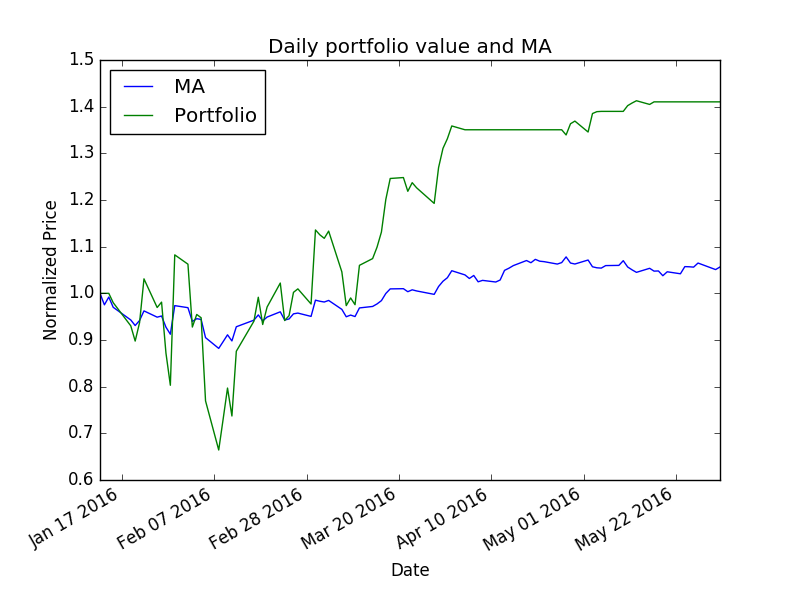 Daily portfolio value and MA
MA
Portfolio
Normalized Price
1.5
1.4
1.3
1.2
1.1
1.0
0.9
0.8
0.7
0.6
Jan 17 2016
Feb 07 2016
Feb 28 2016
Mar 20 2016
Apr 10 2016
May 01 2016
May 22 2016
Date